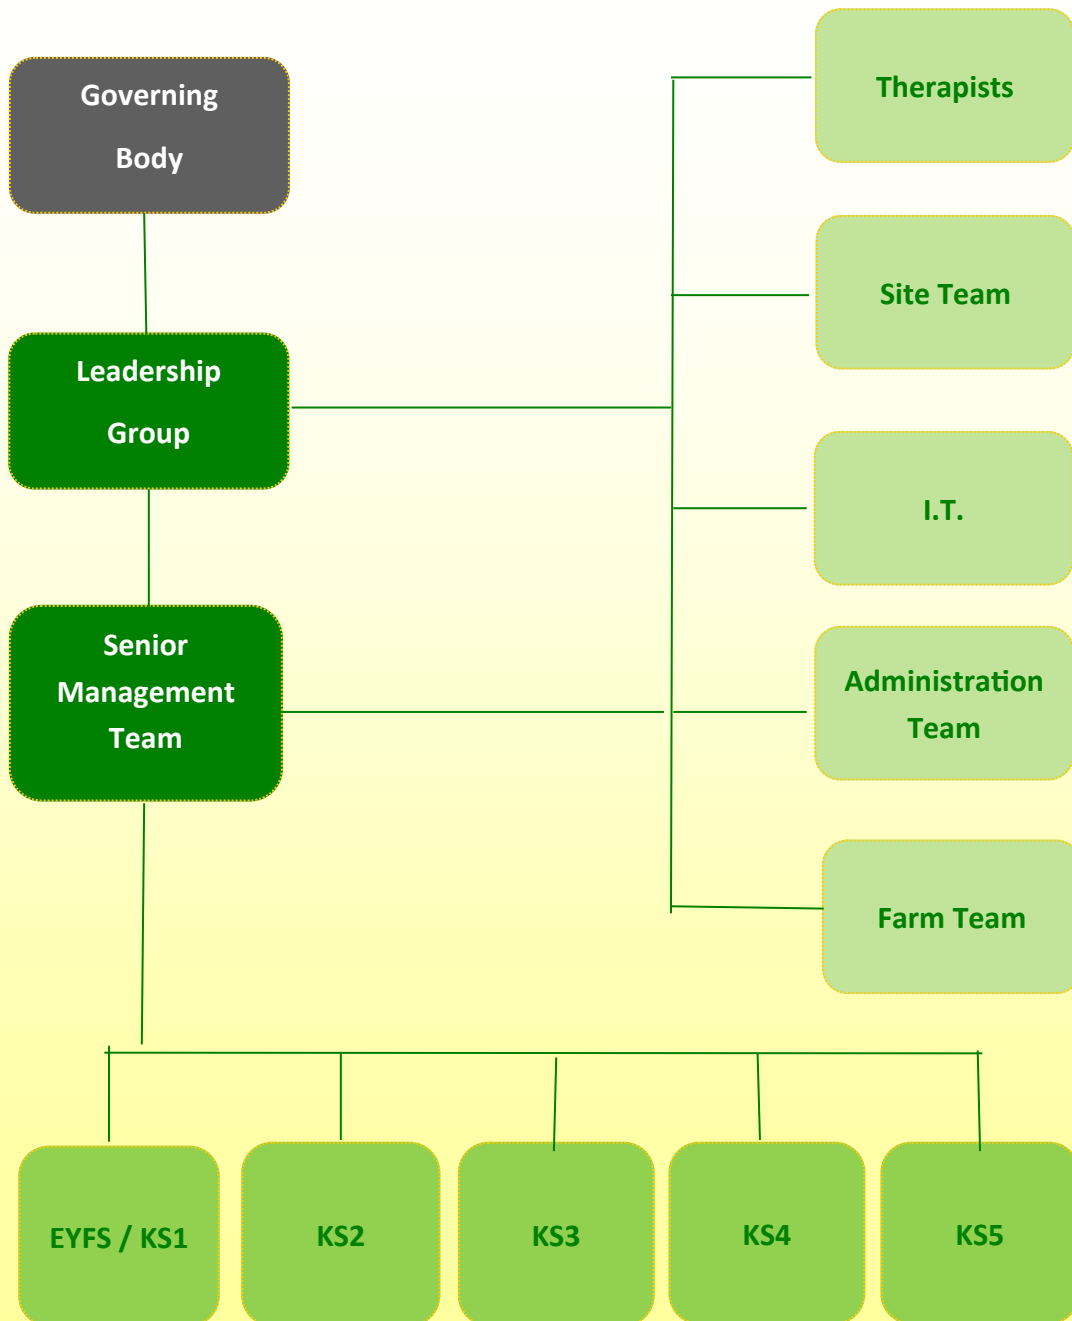 Governing
Body
Therapists
Site Team
Leadership
Group
I.T.
Senior
Management
Team
Administration
Team
Farm Team
EYFS / KS1
KS2
KS3
KS4
KS5